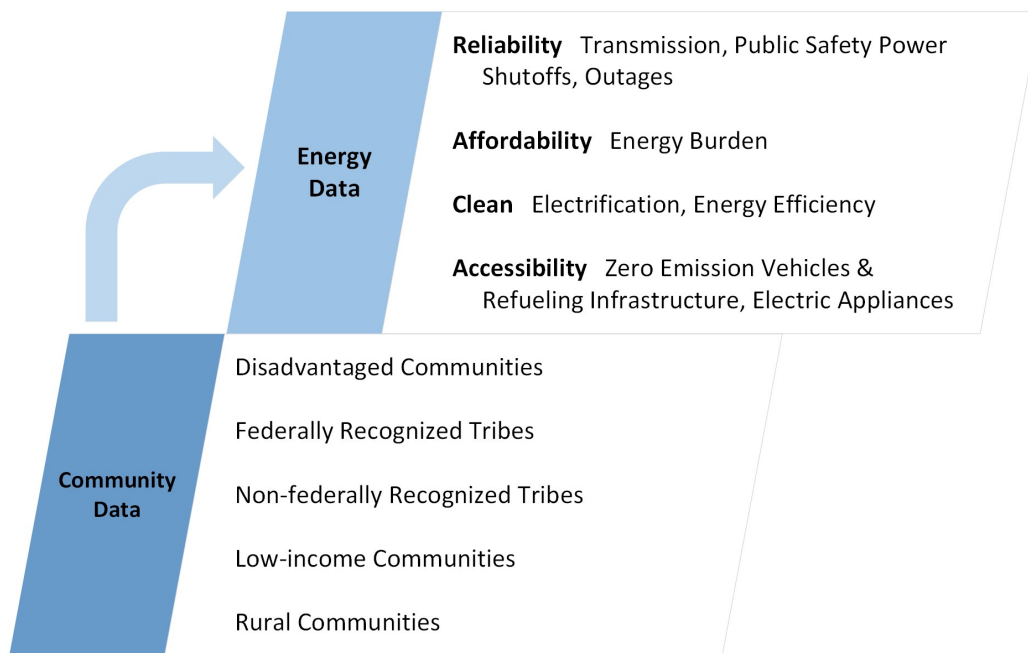 Energy
Data
Reliability Transmission, Public Safety Power
Shutoffs, Outages
Affordability Energy Burden
Clean Electrification, Energy Efficiency
Accessibility Zero Emission Vehicles &
Refueling Infrastructure, Electric Appliances
Community
Data
Disadvantaged Communities
Federally Recognized Tribes
Non-federally Recognized Tribes
Low-income Communities
Rural Communities